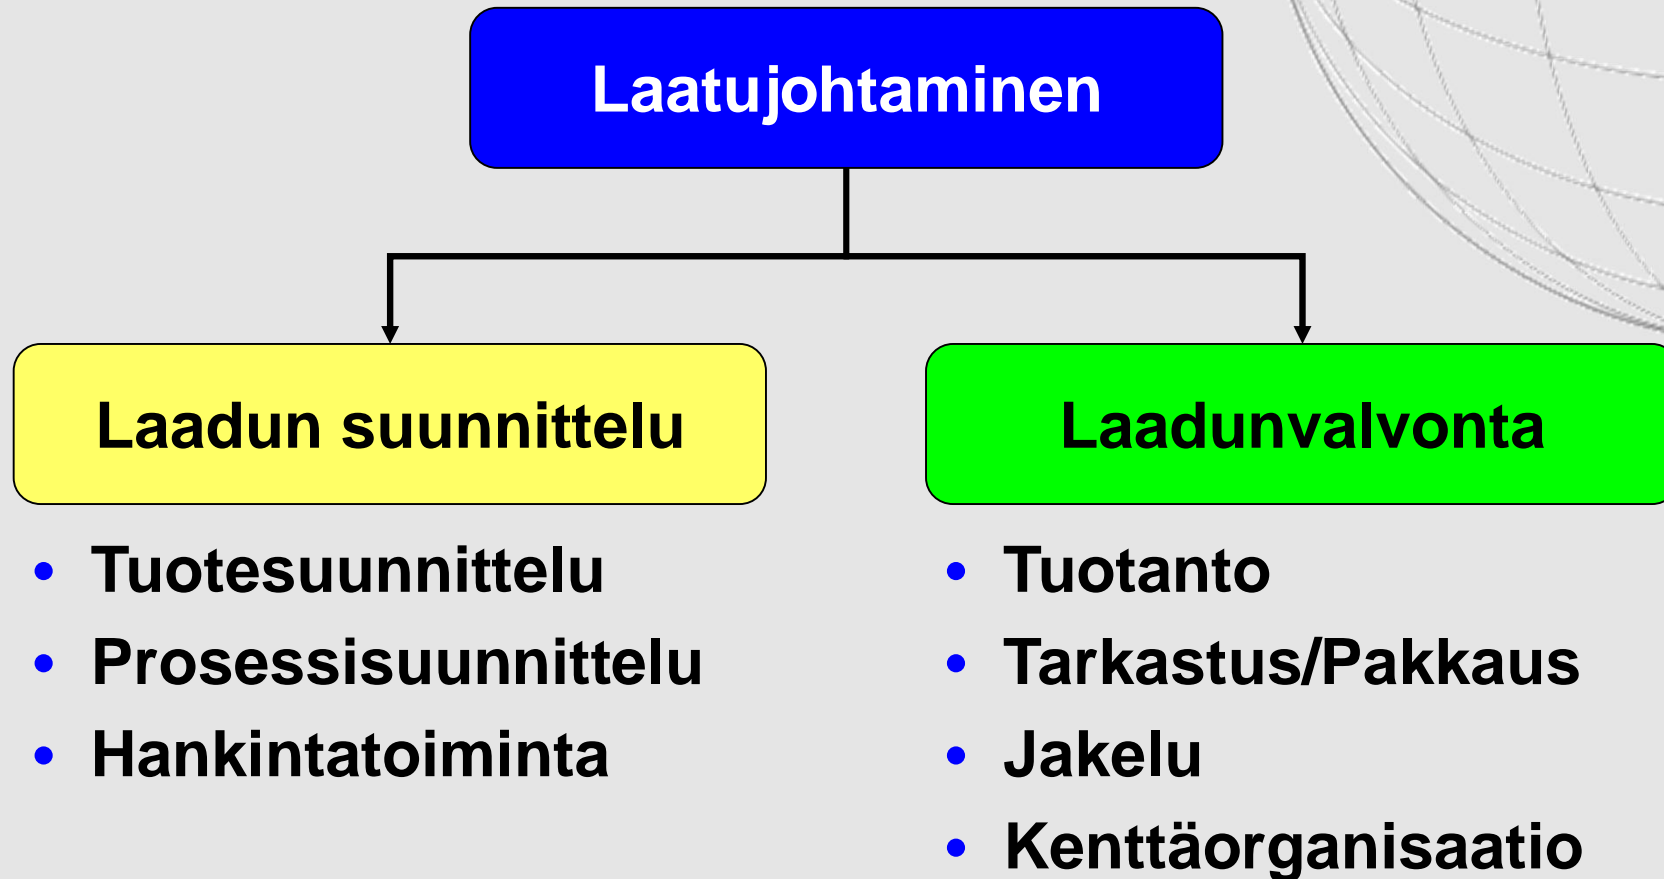 Laatujohtaminen
Laadun suunnittelu
• Tuotesuunnittelu
• Prosessisuunnittelu
• Hankintatoiminta
Laadunvalvonta
• Tuotanto
• Tarkastus/Pakkaus
• Jakelu
• Kenttäorganisaatio